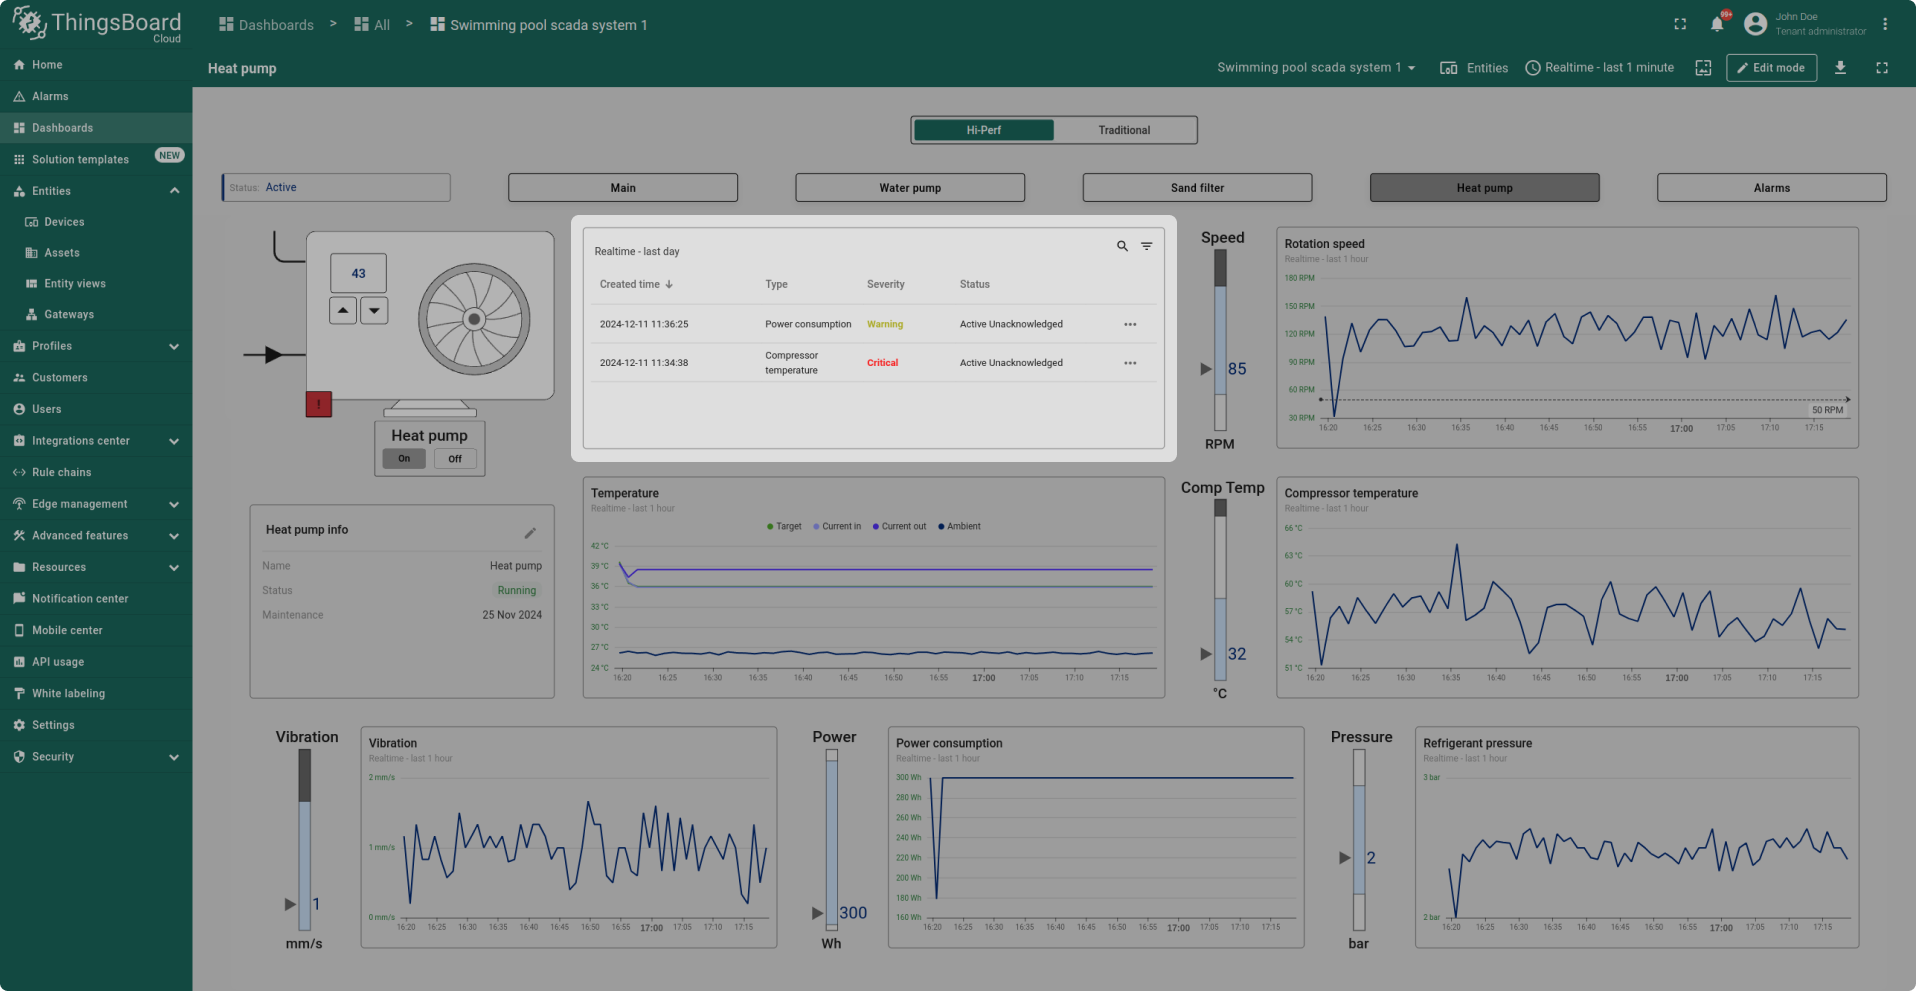 ThingsBoard
Cloud
Dashboards > All > Swimming pool scada system 1
99+
John Doe
Tenant administrator
Heat pump
Swimming pool scada system 1
Entities
Realtime - last 1 minute
Edit mode
Home
Alarms
Dashboards
Solution templates NEW
Entities
Devices
Assets
Entity views
Gateways
Profiles
Customers
Users
Integrations center
Rule chains
Edge management
Advanced features
Resources
Notification center
Mobile center
API usage
White labeling
Settings
Security
Hi-Perf Traditional
Status: Active
Main
Water pump
Sand filter
Heat pump
Alarms
43
!
Heat pump
On Off
Realtime - last day
Created time Type Severity Status
2024-12-11 11:36:25 Power consumption Warning Active Unacknowledged
2024-12-11 11:34:38 Compressor temperature Critical Active Unacknowledged
Speed
85
RPM
Rotation speed
Realtime - last 1 hour
180 RPM
150 RPM
120 RPM
90 RPM
60 RPM
30 RPM
50 RPM
16:20 16:25 16:30 16:35 16:40 16:45 16:50 16:55 17:00 17:05 17:10 17:15
Heat pump info
Name Heat pump
Status Running
Maintenance 25 Nov 2024
Temperature
Realtime - last 1 hour
Target Current in Current out Ambient
42 °C
39 °C
36 °C
33 °C
30 °C
27 °C
24 °C
16:20 16:25 16:30 16:35 16:40 16:45 16:50 16:55 17:00 17:05 17:10 17:15
Comp Temp
32
°C
Compressor temperature
Realtime - last 1 hour
66 °C
63 °C
60 °C
57 °C
54 °C
51 °C
16:20 16:25 16:30 16:35 16:40 16:45 16:50 16:55 17:00 17:05 17:10 17:15
Vibration
1
mm/s
Vibration
Realtime - last 1 hour
2 mm/s
1 mm/s
0 mm/s
16:20 16:25 16:30 16:35 16:40 16:45 16:50 16:55 17:00 17:05 17:10 17:15
Power
300
Wh
Power consumption
Realtime - last 1 hour
300 Wh
280 Wh
260 Wh
240 Wh
220 Wh
200 Wh
180 Wh
160 Wh
16:20 16:25 16:30 16:35 16:40 16:45 16:50 16:55 17:00 17:05 17:10 17:15
Pressure
2
bar
Refrigerant pressure
Realtime - last 1 hour
3 bar
2 bar
16:20 16:25 16:30 16:35 16:40 16:45 16:50 16:55 17:00 17:05 17:10 17:15